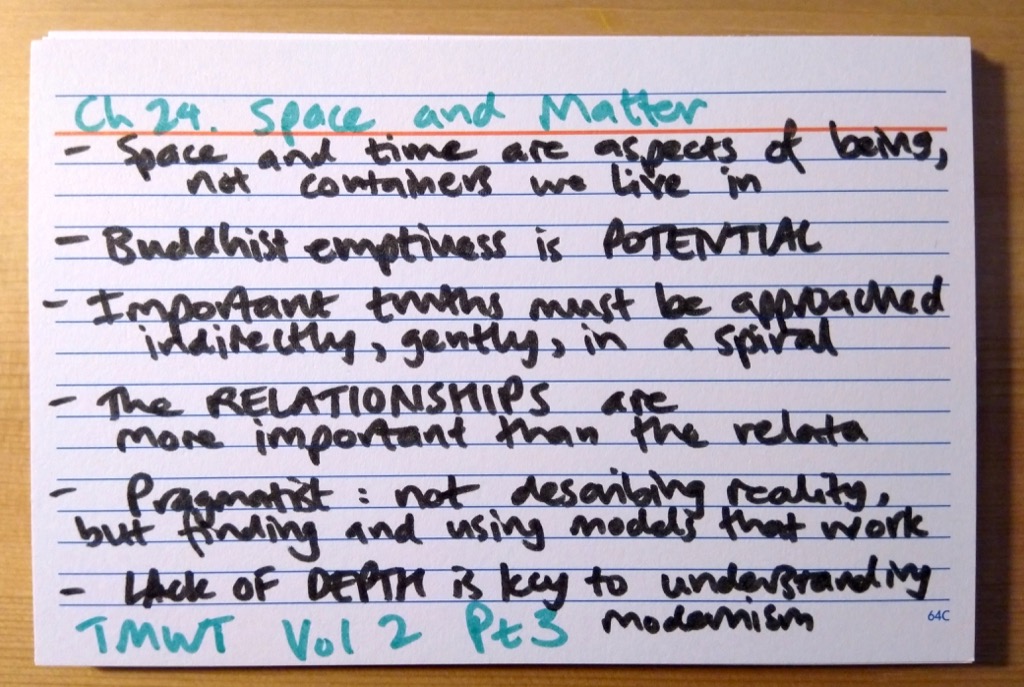 Ch 24. Space and Matter
- Space and time are aspects of being,
not containers we live in
- Buddhist emptiness is POTENTIAL
- Important truths must be approached
indirectly, gently, in a spiral
- The RELATIONSHIPS are
more important than the relata
- Pragmatist: not describing reality,
but finding and using models that work
- LACK OF DEPTH is key to understanding
modernism
TMWT Vol 2 Pt 3
64C